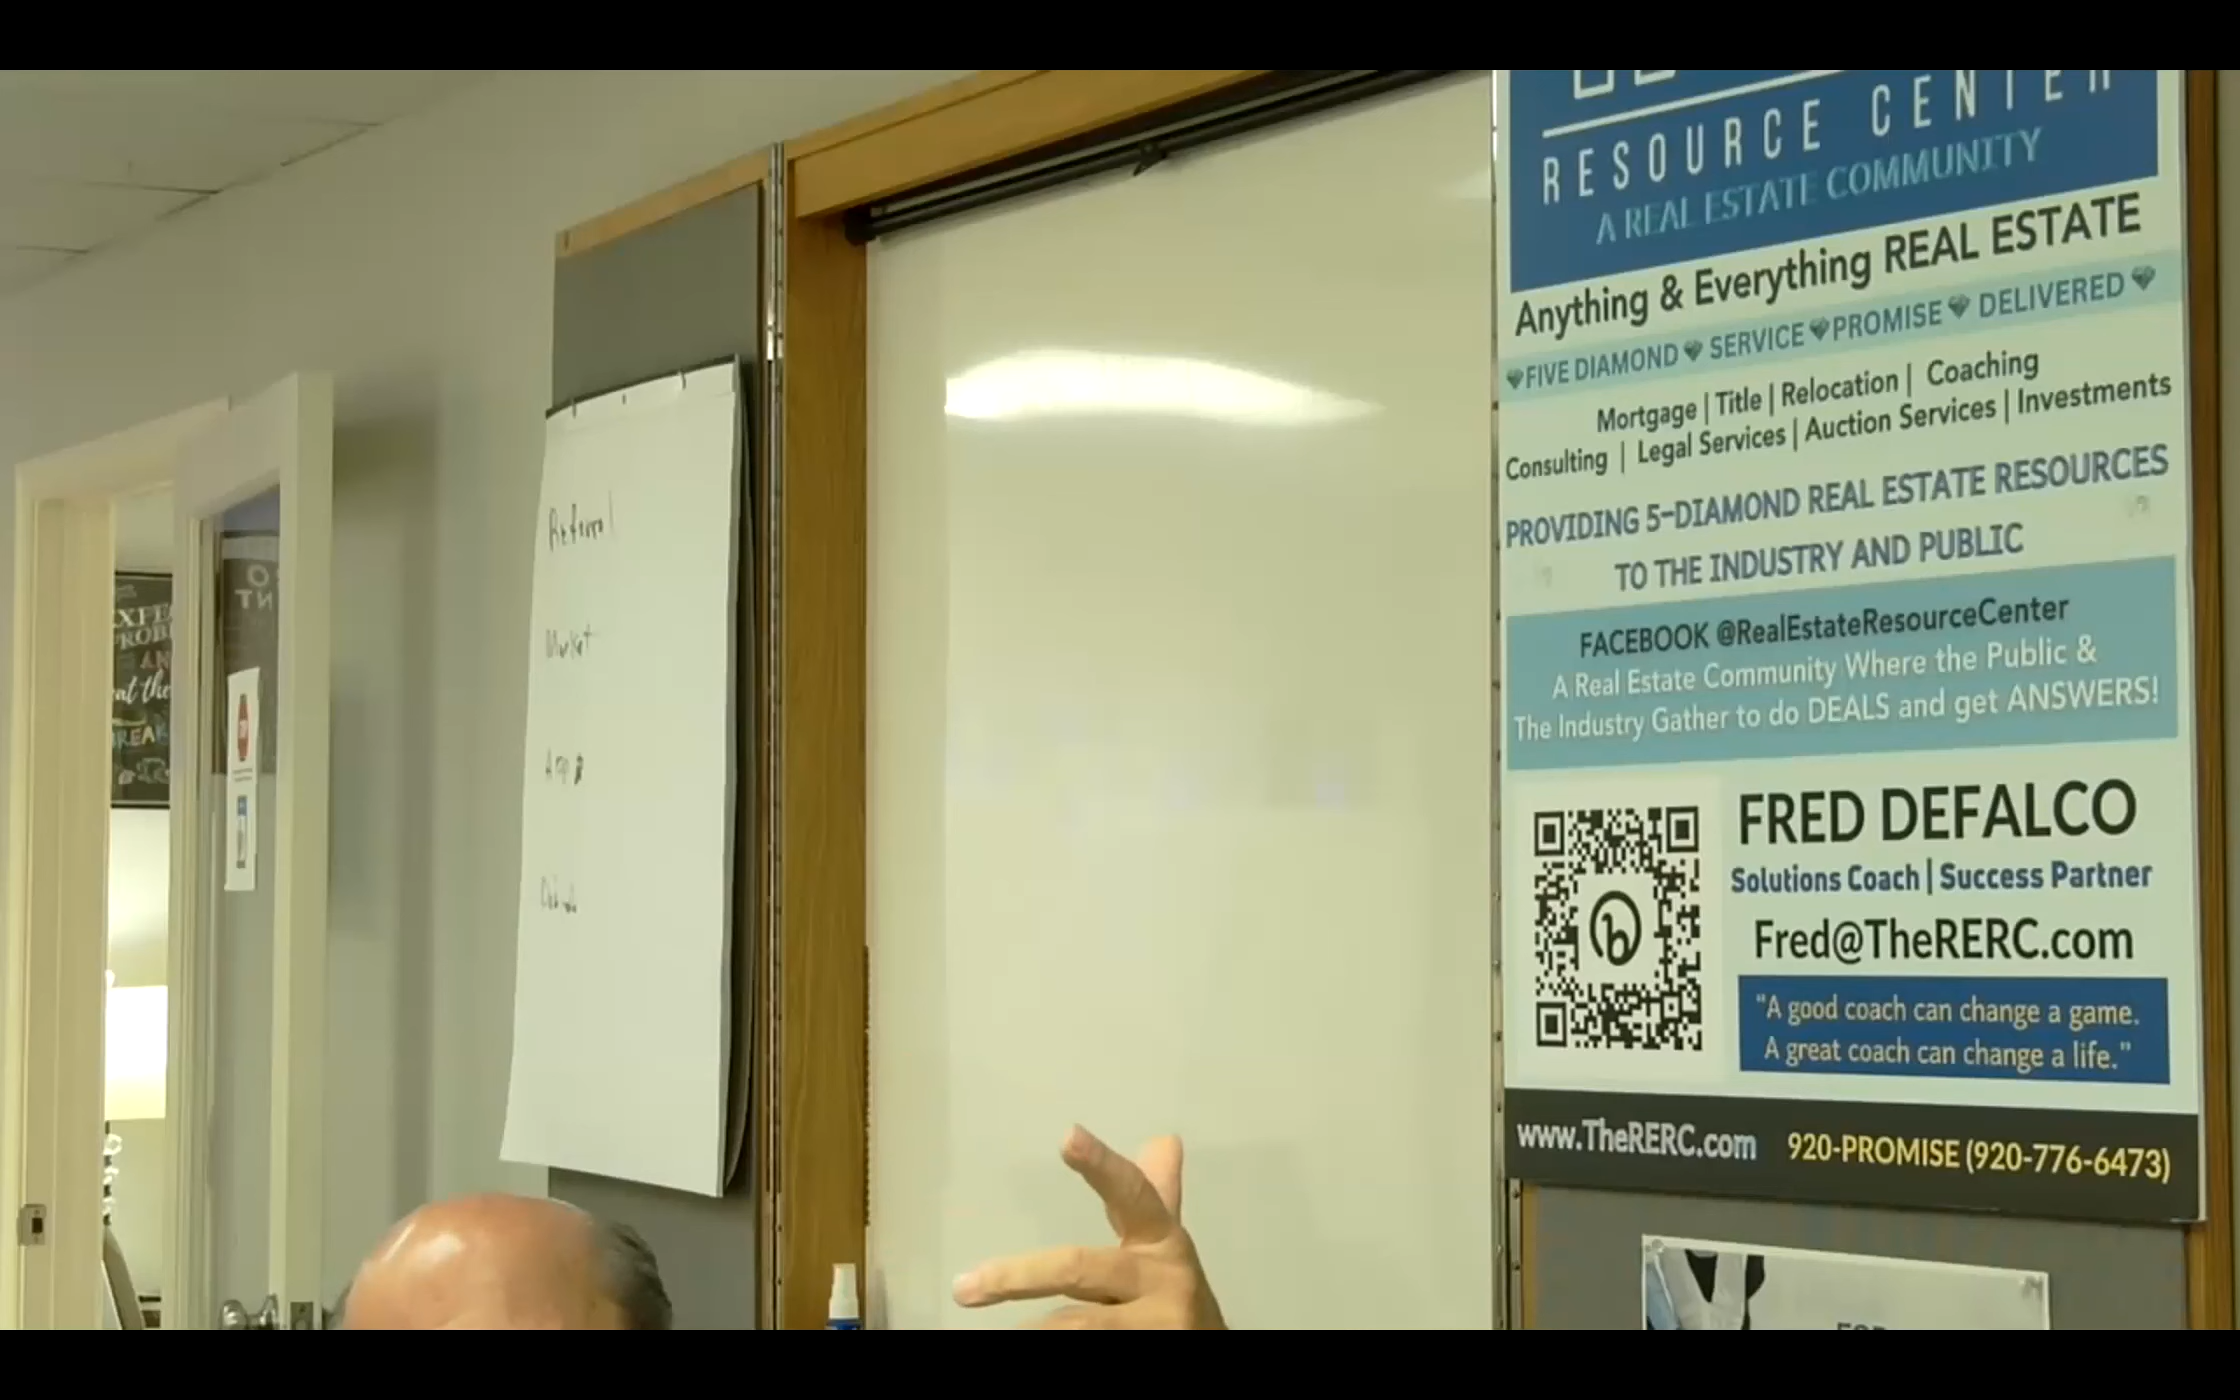 RESOURCE CENTER
A REAL ESTATE COMMUNITY
Anything & Everything REAL ESTATE
FIVE DIAMOND SERVICE PROMISE DELIVERED
Mortgage | Title | Relocation | Coaching
Consulting | Legal Services | Auction Services | Investments
PROVIDING 5-DIAMOND REAL ESTATE RESOURCES
TO THE INDUSTRY AND PUBLIC
FACEBOOK @RealEstateResourceCenter
A Real Estate Community Where the Public &
The Industry Gather to do DEALS and get ANSWERS!
FRED DEFALCO
Solutions Coach | Success Partner
Fred@TheRERC.com
"A good coach can change a game.
A great coach can change a life."
www.TheRERC.com 920-PROMISE (920-776-6473)
Referral
Market